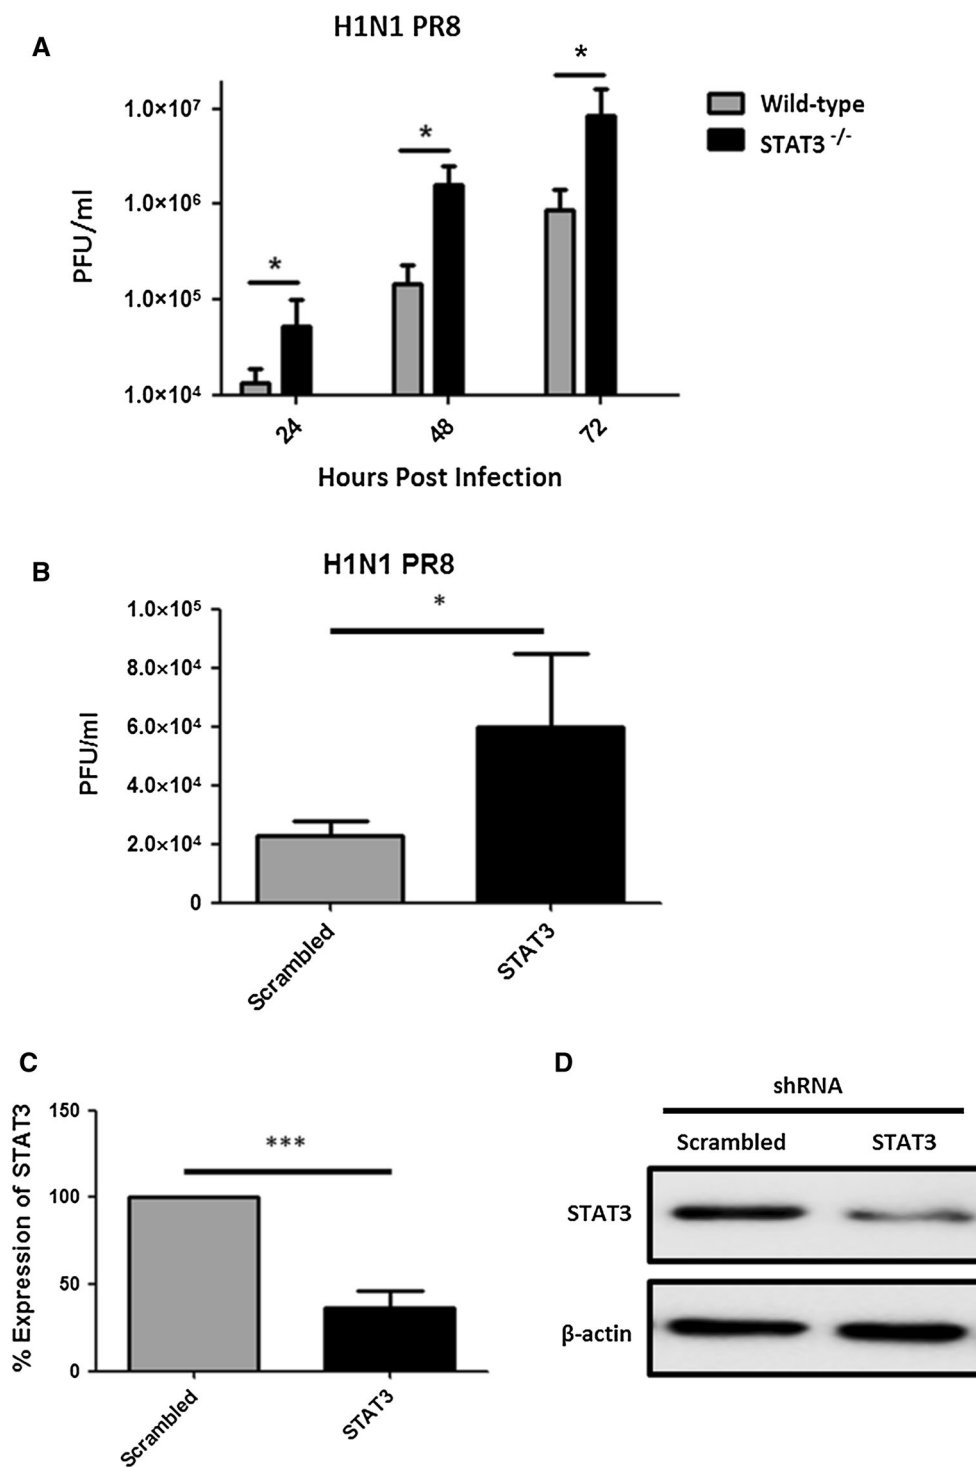 A
H1N1 PR8
*
*
*
1.0×10⁷
1.0×10⁶
1.0×10⁵
1.0×10⁴
PFU/ml
24
48
72
Hours Post Infection
Wild-type
STAT3 -/-
B
H1N1 PR8
*
1.0×10⁵
8.0×10⁴
6.0×10⁴
4.0×10⁴
2.0×10⁴
0
PFU/ml
Scrambled
STAT3
C
% Expression of STAT3
150
100
50
0
***
Scrambled
STAT3
D
shRNA
Scrambled STAT3
STAT3
β-actin